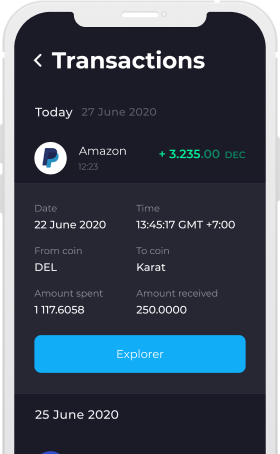 Transactions
Today 27 June 2020
Amazon
+ 3.235.00 DEC
12:23
Date Time
22 June 2020 13:45:17 GMT +7:00
From coin To coin
DEL Karat
Amount spent Amount received
1 117.6058 250.0000
Explorer
25 June 2020